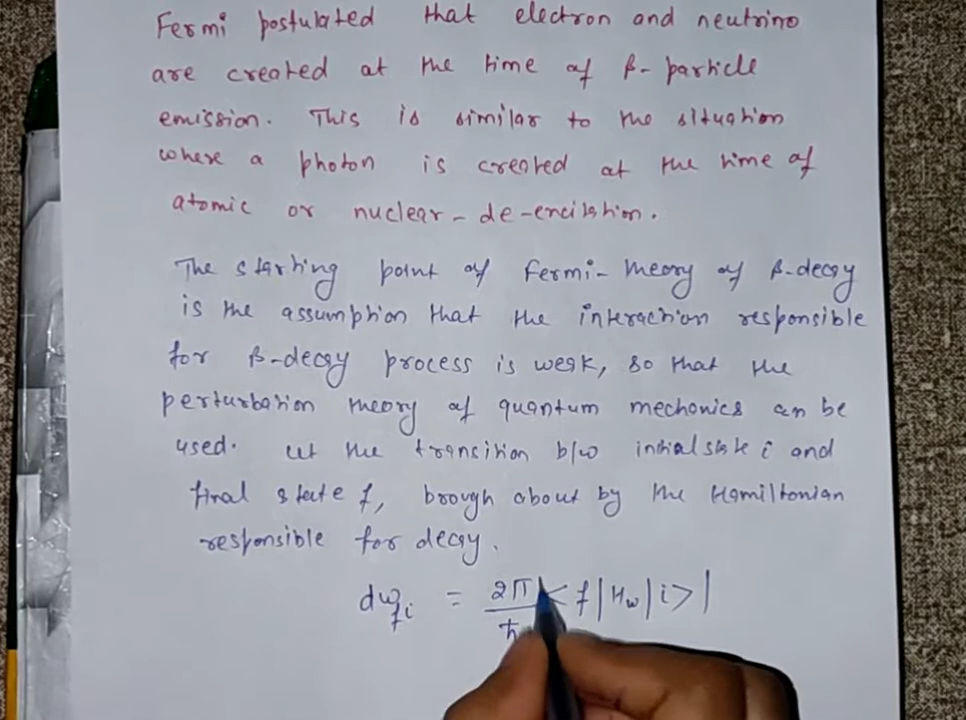 Fermi postulated that electron and neutrino
are created at the time of β- particle
emission. This is similar to the situation
where a photon is created at the time of
atomic or nuclear-de-encitation.
The starting point of Fermi-theory of β-decay
is the assumption that the interaction responsible
for β-decay process is weak, so that the
perturbation theory of quantum mechanics can be
used. let the transition b/w initial state i and
final state f, brough about by the Hamiltonian
responsible for decay.
dω_fi = 2π/ħ <f|H_w|i>|